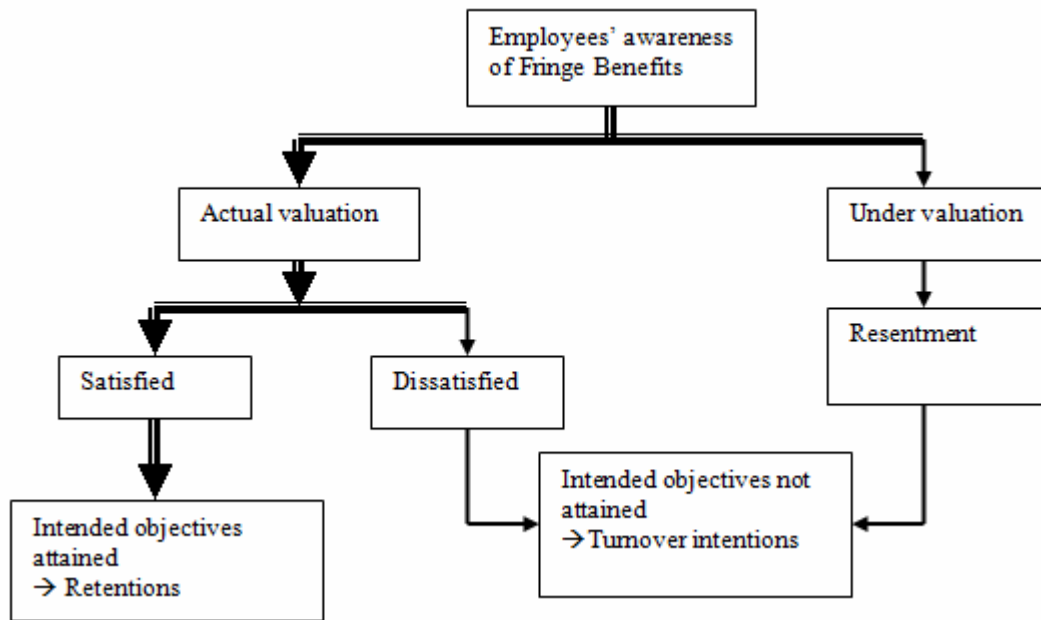 Employees’ awareness
of Fringe Benefits
Actual valuation
Under valuation
Resentment
Satisfied
Dissatisfied
Intended objectives not
attained
→Turnover intentions
Intended objectives
attained
→ Retentions